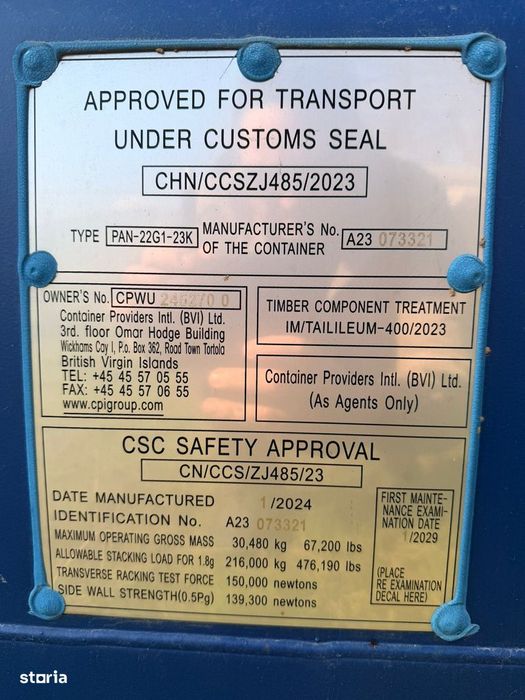 APPROVED FOR TRANSPORT
UNDER CUSTOMS SEAL
CHN/CCSZJ485/2023
TYPE PAN-22G1-23K MANUFACTURER'S No. OF THE CONTAINER A23 073321
OWNER'S No. CPWU
Container Providers Intl. (BVI) Ltd.
3rd. floor Omar Hodge Building
Wickhams Cay I, P.o. Box 362, Road Town Tortola
British Virgin Islands
TEL: +45 45 57 05 55
FAX: +45 45 57 06 55
www.cpigroup.com
TIMBER COMPONENT TREATMENT
IM/TAILILEUM-400/2023
Container Providers Intl. (BVI) Ltd.
(As Agents Only)
CSC SAFETY APPROVAL
CN/CCS/ZJ485/23
DATE MANUFACTURED 1/2024
IDENTIFICATION No. A23 073321
MAXIMUM OPERATING GROSS MASS 30,480 kg 67,200 lbs
ALLOWABLE STACKING LOAD FOR 1.8g 216,000 kg 476,190 lbs
TRANSVERSE RACKING TEST FORCE 150,000 newtons
SIDE WALL STRENGTH(0.5Pg) 139,300 newtons
FIRST MAINTE-
NANCE EXAMI-
NATION DATE
1/2029
(PLACE
RE EXAMINATION
DECAL HERE)
storia